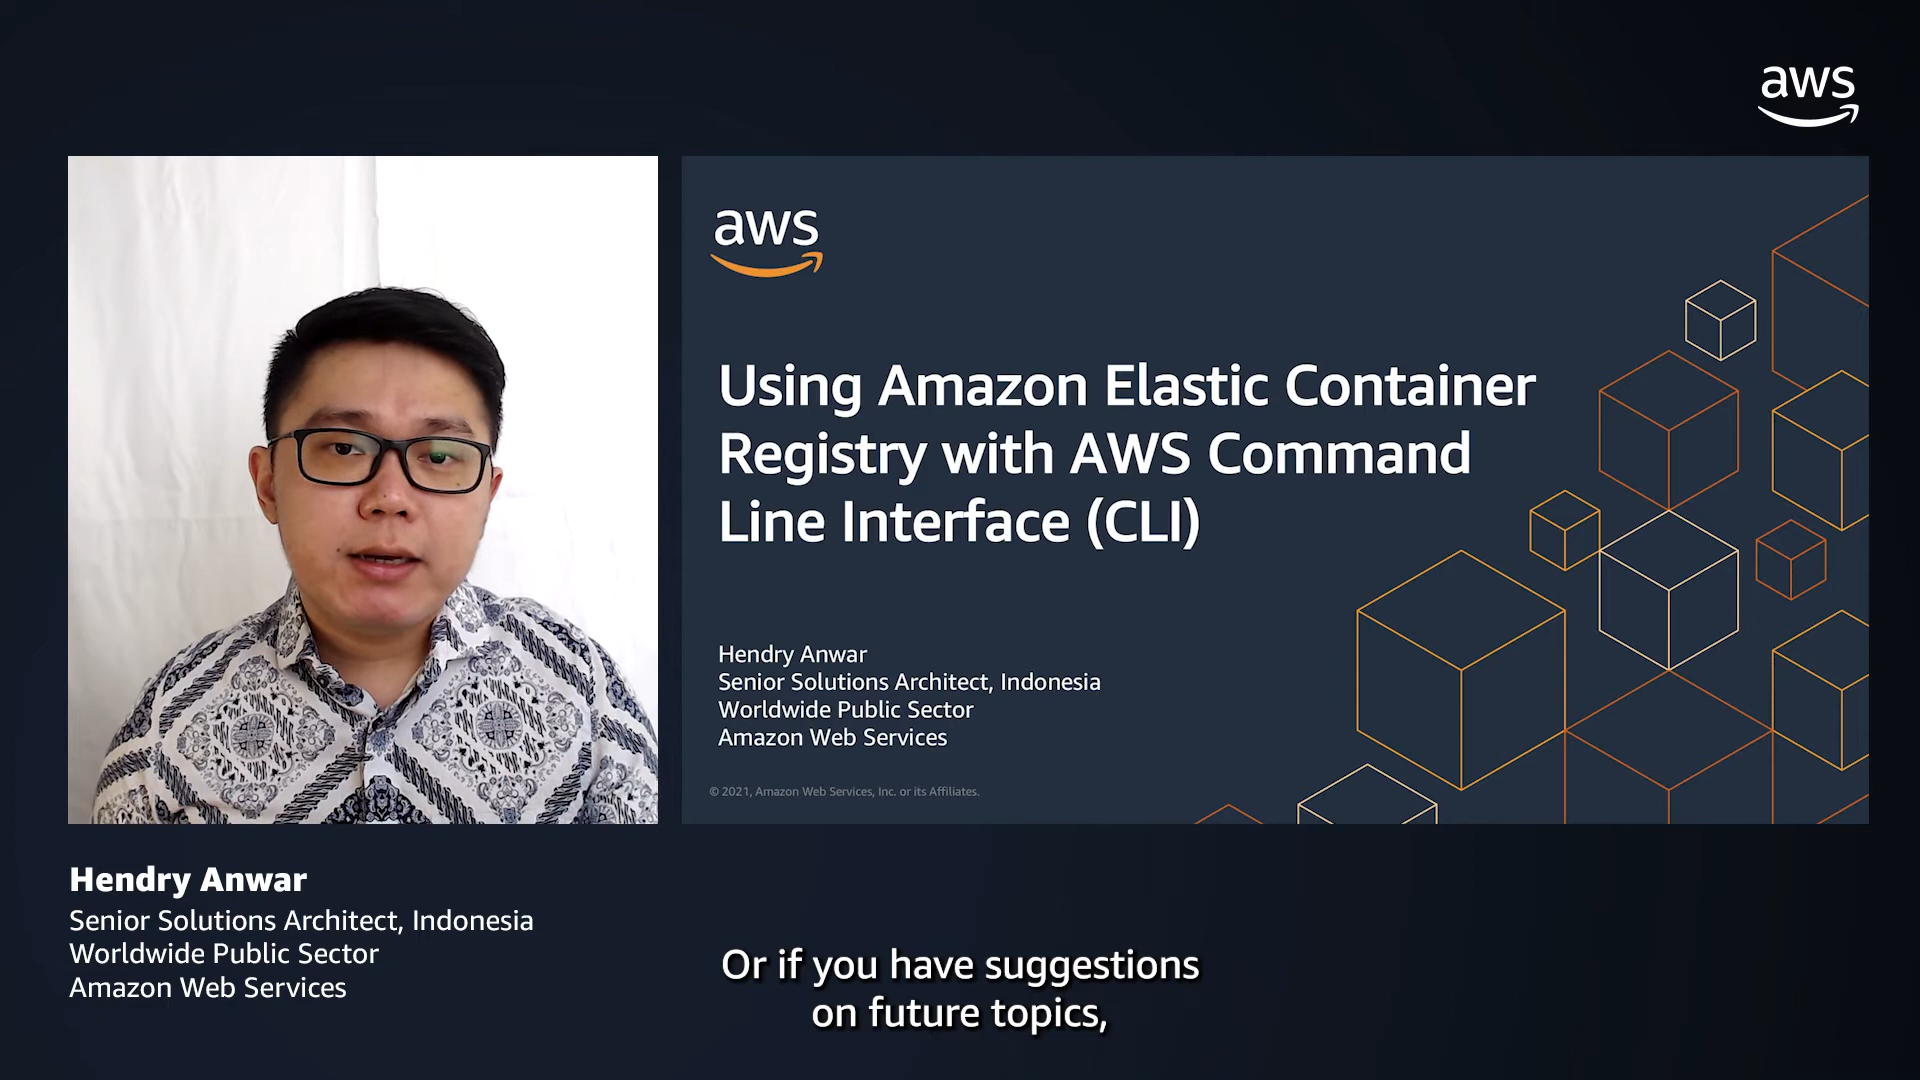 aws
aws
Using Amazon Elastic Container
Registry with AWS Command
Line Interface (CLI)
Hendry Anwar
Senior Solutions Architect, Indonesia
Worldwide Public Sector
Amazon Web Services
© 2021, Amazon Web Services, Inc. or its Affiliates.
Hendry Anwar
Senior Solutions Architect, Indonesia
Worldwide Public Sector
Amazon Web Services
Or if you have suggestions
on future topics,